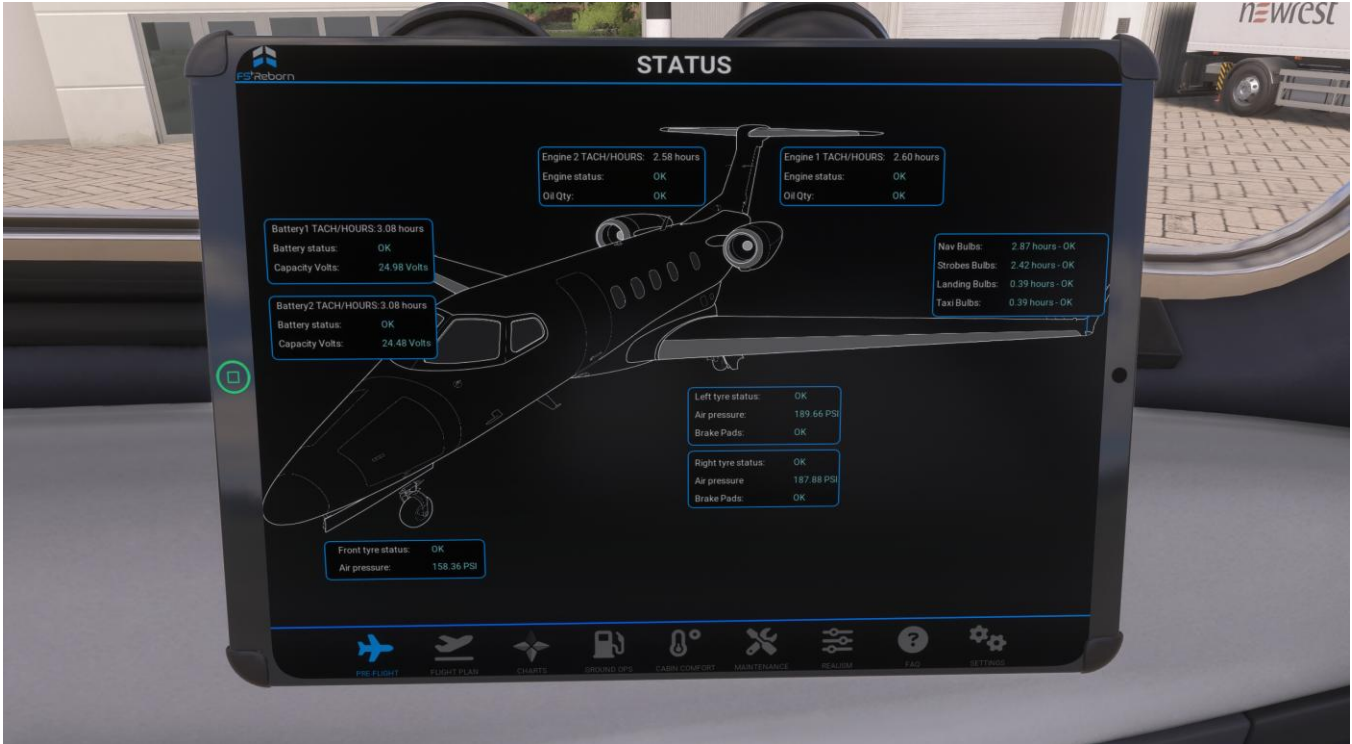 newrest
FS Reborn
STATUS
Engine 2 TACH/HOURS: 2.58 hours
Engine status: OK
Oil Qty: OK
Engine 1 TACH/HOURS: 2.60 hours
Engine status: OK
Oil Qty: OK
Battery1 TACH/HOURS:3.08 hours
Battery status: OK
Capacity Volts: 24.98 Volts
Battery2 TACH/HOURS:3.08 hours
Battery status: OK
Capacity Volts: 24.48 Volts
Nav Bulbs: 2.87 hours - OK
Strobes Bulbs: 2.42 hours - OK
Landing Bulbs: 0.39 hours - OK
Taxi Bulbs: 0.39 hours - OK
Left tyre status: OK
Air pressure: 189.66 PSI
Brake Pads: OK
Right tyre status: OK
Air pressure 187.88 PSI
Brake Pads: OK
Front tyre status: OK
Air pressure: 158.36 PSI
PRE-FLIGHT
FLIGHT PLAN
CHARTS
GROUND OPS
CABIN COMFORT
MAINTENANCE
REALISM
?
FAQ
SETTINGS